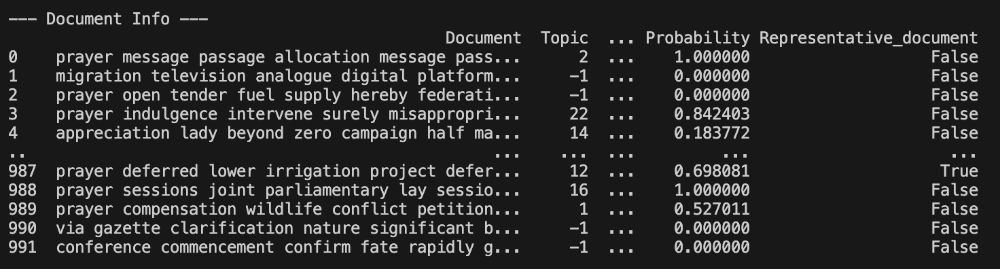 --- Document Info ---
Document Topic ... Probability Representative_document
0 prayer message passage allocation message pass... 2 ... 1.000000 False
1 migration television analogue digital platform... -1 ... 0.000000 False
2 prayer open tender fuel supply hereby federati... -1 ... 0.000000 False
3 prayer indulgence intervene surely misappropri... 22 ... 0.842403 False
4 appreciation lady beyond zero campaign half ma... 14 ... 0.183772 False
.. ... ... ... ... ...
987 prayer deferred lower irrigation project defer... 12 ... 0.698081 True
988 prayer sessions joint parliamentary lay sessio... 16 ... 1.000000 False
989 prayer compensation wildlife conflict petition... 1 ... 0.527011 False
990 via gazette clarification nature significant b... -1 ... 0.000000 False
991 conference commencement confirm fate rapidly g... -1 ... 0.000000 False